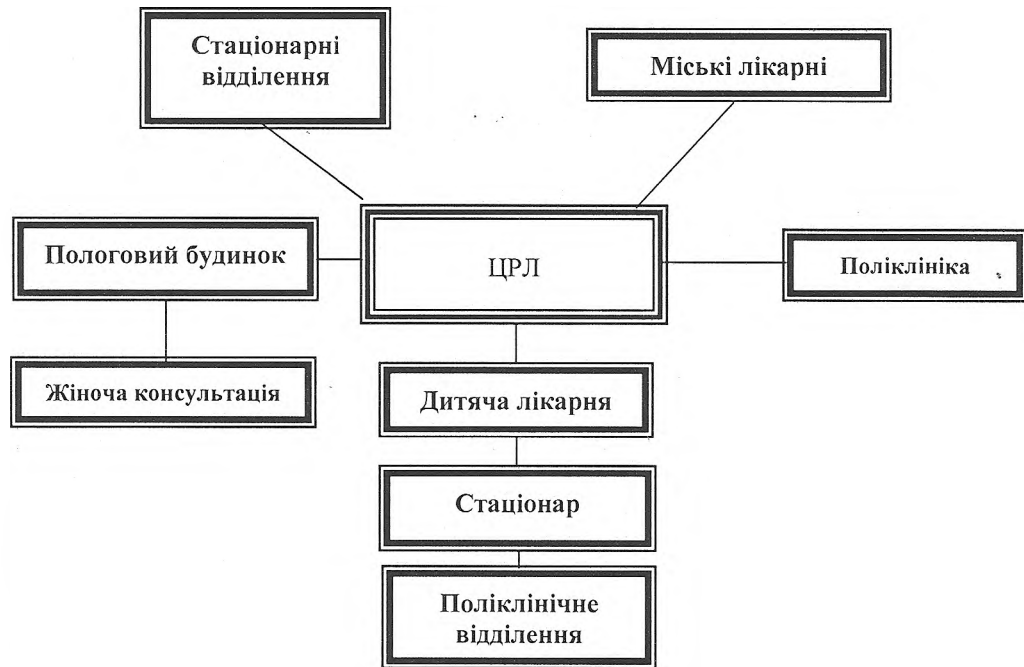 Стаціонарні
відділення
Міські лікарні
Пологовий будинок
ЦРЛ
Поліклініка
Жіноча консультація
Дитяча лікарня
Стаціонар
Поліклінічне
відділення